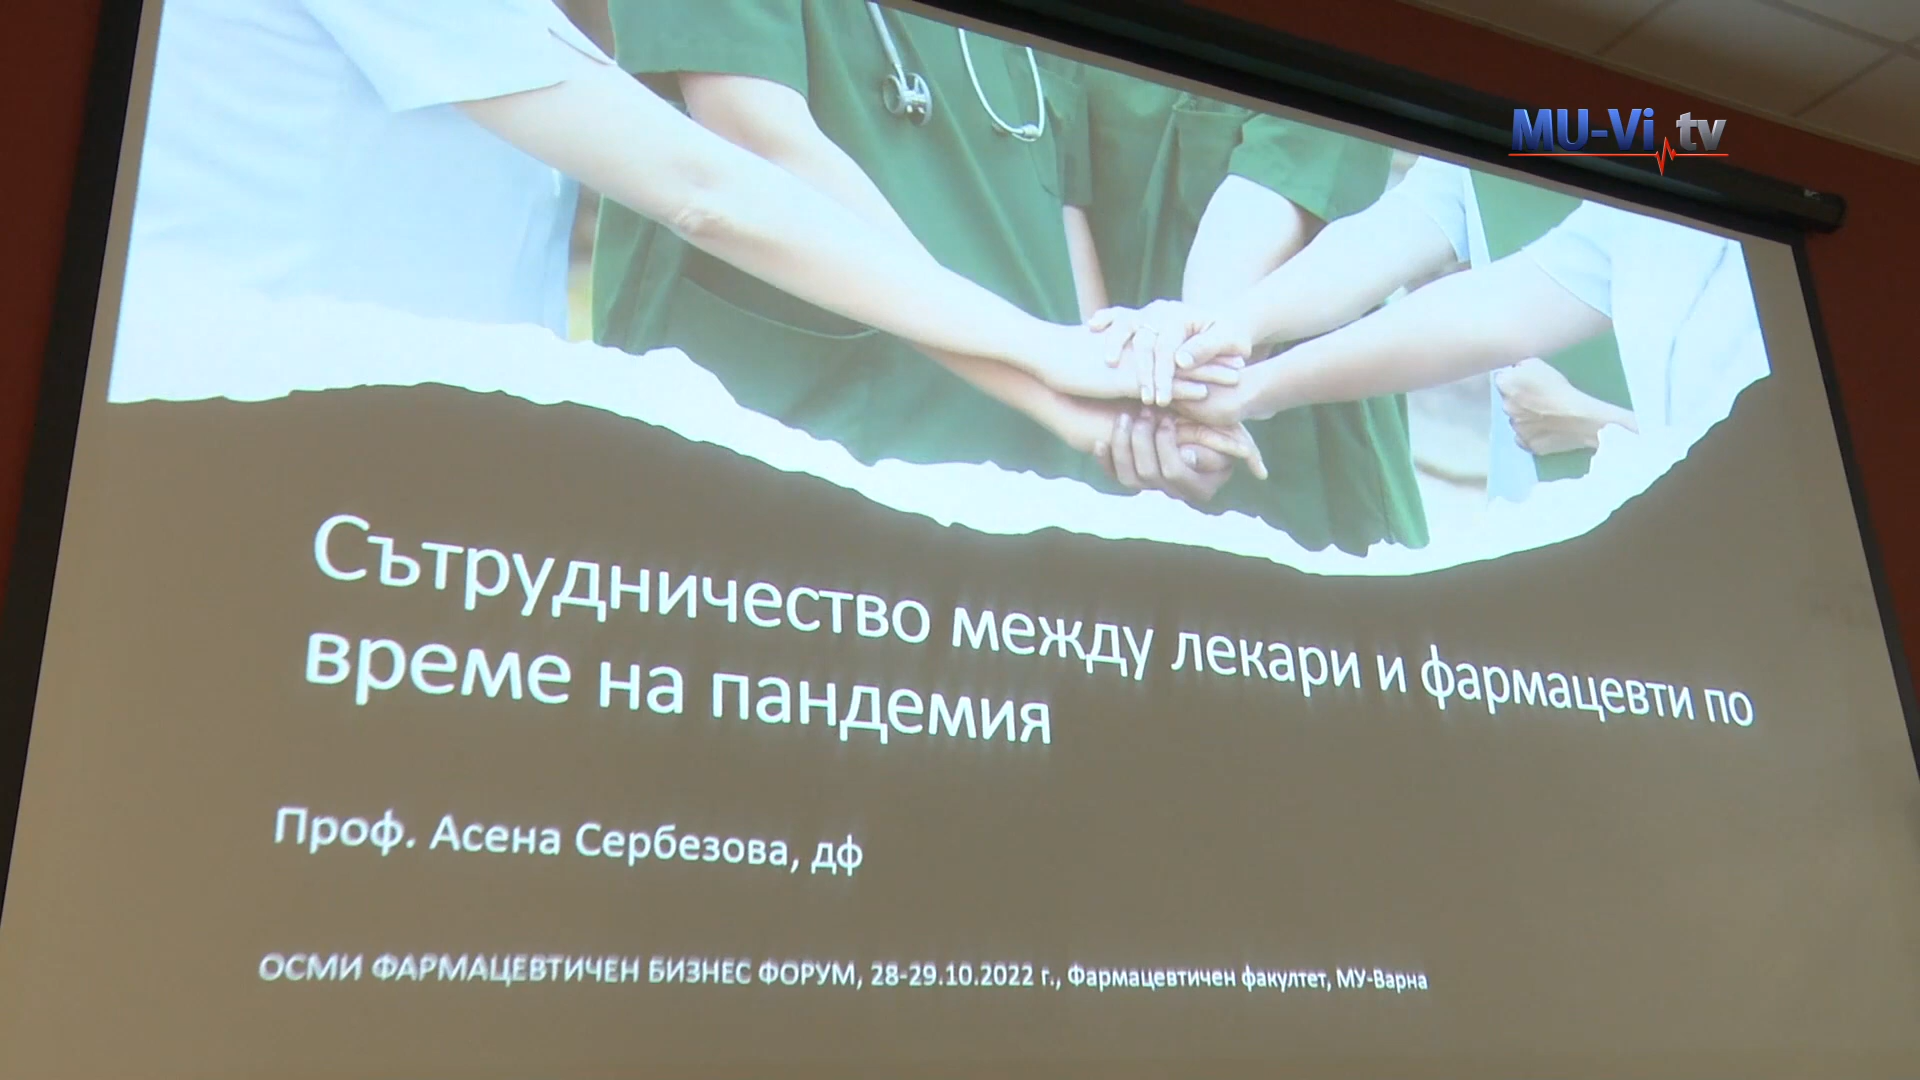 MU-Vi.tv
Сътрудничество между лекари и фармацевти по
време на пандемия
Проф. Асена Сербезова, дф
ОСМИ ФАРМАЦЕВТИЧЕН БИЗНЕС ФОРУМ, 28-29.10.2022 г., Фармацевтичен факултет, МУ-Варна